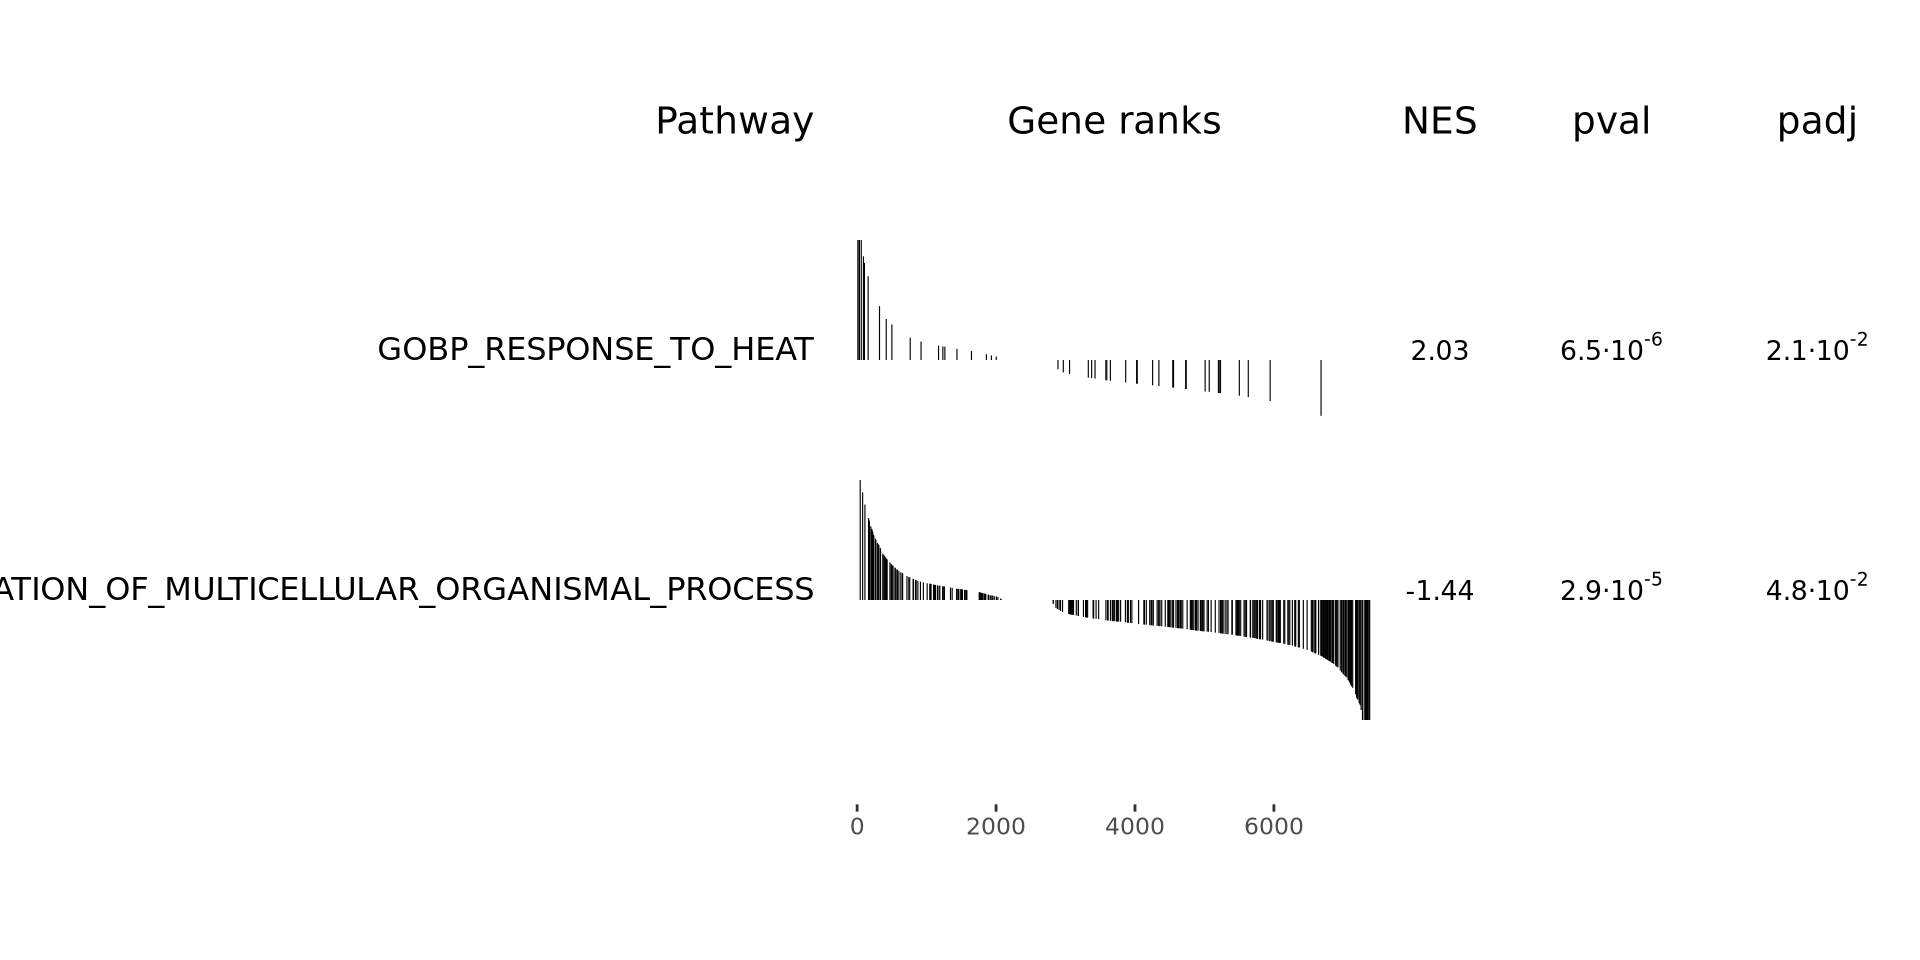 Pathway Gene ranks NES pval padj
GOBP_RESPONSE_TO_HEAT 2.03 6.5·10-6 2.1·10-2
ATION_OF_MULTICELLULAR_ORGANISMAL_PROCESS -1.44 2.9·10-5 4.8·10-2
0 2000 4000 6000